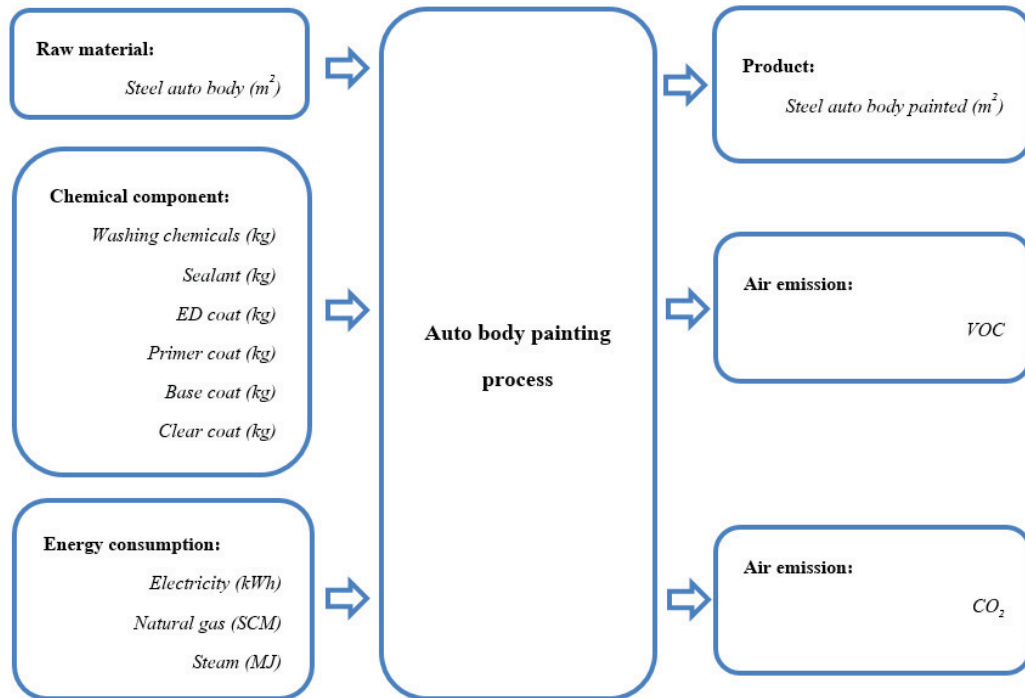 Raw material:
Steel auto body (m²)
Chemical component:
Washing chemicals (kg)
Sealant (kg)
ED coat (kg)
Primer coat (kg)
Base coat (kg)
Clear coat (kg)
Energy consumption:
Electricity (kWh)
Natural gas (SCM)
Steam (MJ)
Auto body painting
process
Product:
Steel auto body painted (m²)
Air emission:
VOC
Air emission:
CO₂